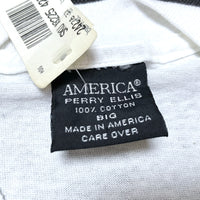 AMERICA®
PERRY ELLIS
100% COTTON
BIG
MADE IN AMERICA
CARE OVER